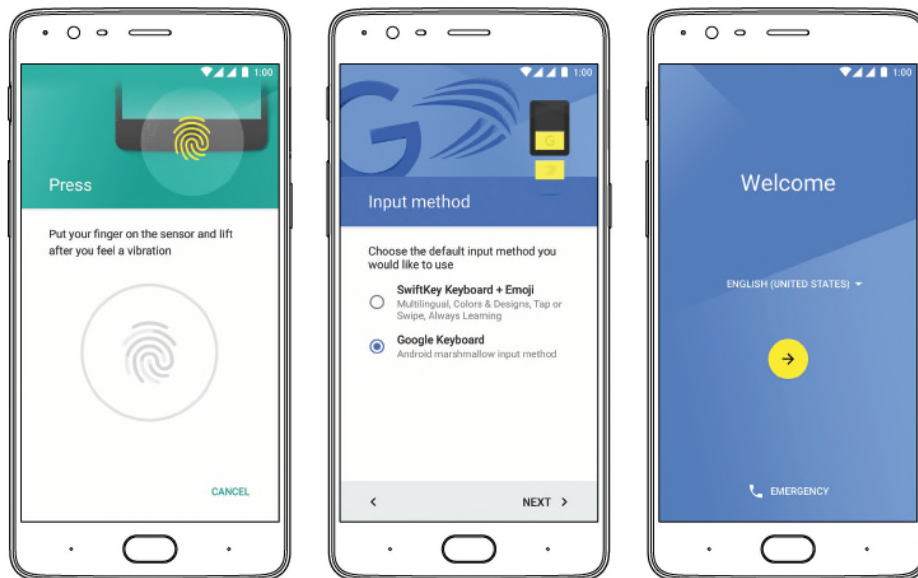 1:00
Press
Put your finger on the sensor and lift
after you feel a vibration
CANCEL
1:00
G
G
Input method
Choose the default input method you
would like to use
SwiftKey Keyboard + Emoji
Multilingual, Colors & Designs, Tap or
Swipe, Always Learning
Google Keyboard
Android marshmallow input method
NEXT
1:00
Welcome
ENGLISH (UNITED STATES)
EMERGENCY